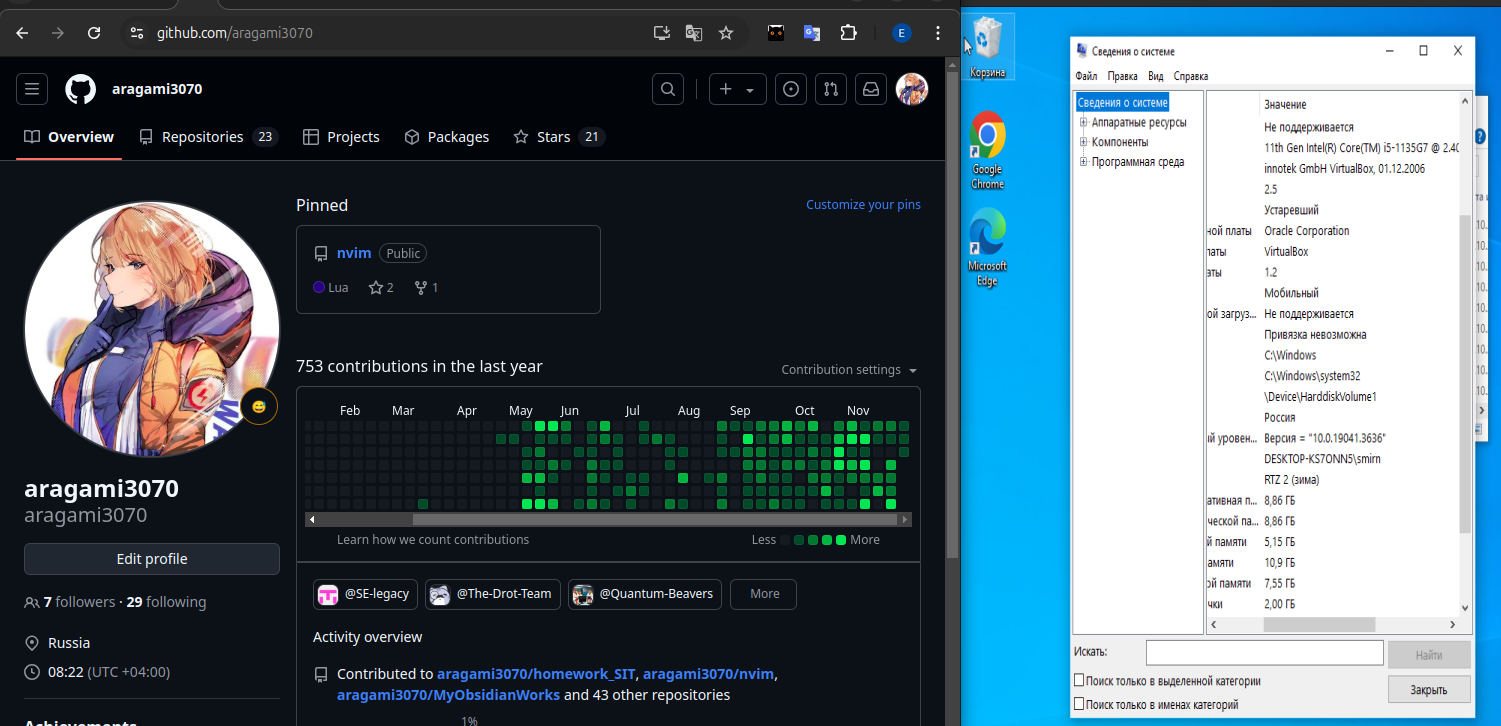 github.com/aragami3070
E
aragami3070
Overview
Repositories 23
Projects
Packages
Stars 21
Pinned
Customize your pins
nvim Public
Lua 2 1
753 contributions in the last year
Contribution settings
Feb Mar Apr May Jun Jul Aug Sep Oct Nov
Learn how we count contributions
Less More
@SE-legacy
@The-Drot-Team
@Quantum-Beavers
More
Activity overview
Contributed to aragami3070/homework_SIT, aragami3070/nvim,
aragami3070/MyObsidianWorks and 43 other repositories
1%
aragami3070
aragami3070
Edit profile
7 followers · 29 following
Russia
08:22 (UTC +04:00)
Achievements
Корзина
Google
Chrome
Microsoft
Edge
Сведения о системе
Файл Правка Вид Справка
Сведения о системе
Аппаратные ресурсы
Компоненты
Программная среда
Значение
Не поддерживается
11th Gen Intel(R) Core(TM) i5-1135G7 @ 2.40
innotek GmbH VirtualBox, 01.12.2006
2.5
Устаревший
ной платы Oracle Corporation
латы VirtualBox
аты 1.2
Мобильный
ой загруз... Не поддерживается
Привязка невозможна
C:\Windows
C:\Windows\system32
\Device\HarddiskVolume1
Россия
ый уровен... Версия = "10.0.19041.3636"
DESKTOP-KS7ONN5\smirn
RTZ 2 (зима)
ативная п... 8,86 ГБ
ческой па... 8,86 ГБ
й памяти 5,15 ГБ
амяти 10,9 ГБ
ой памяти 7,55 ГБ
чки 2,00 ГБ
Искать:
Найти
Поиск только в выделенной категории
Закрыть
Поиск только в именах категорий